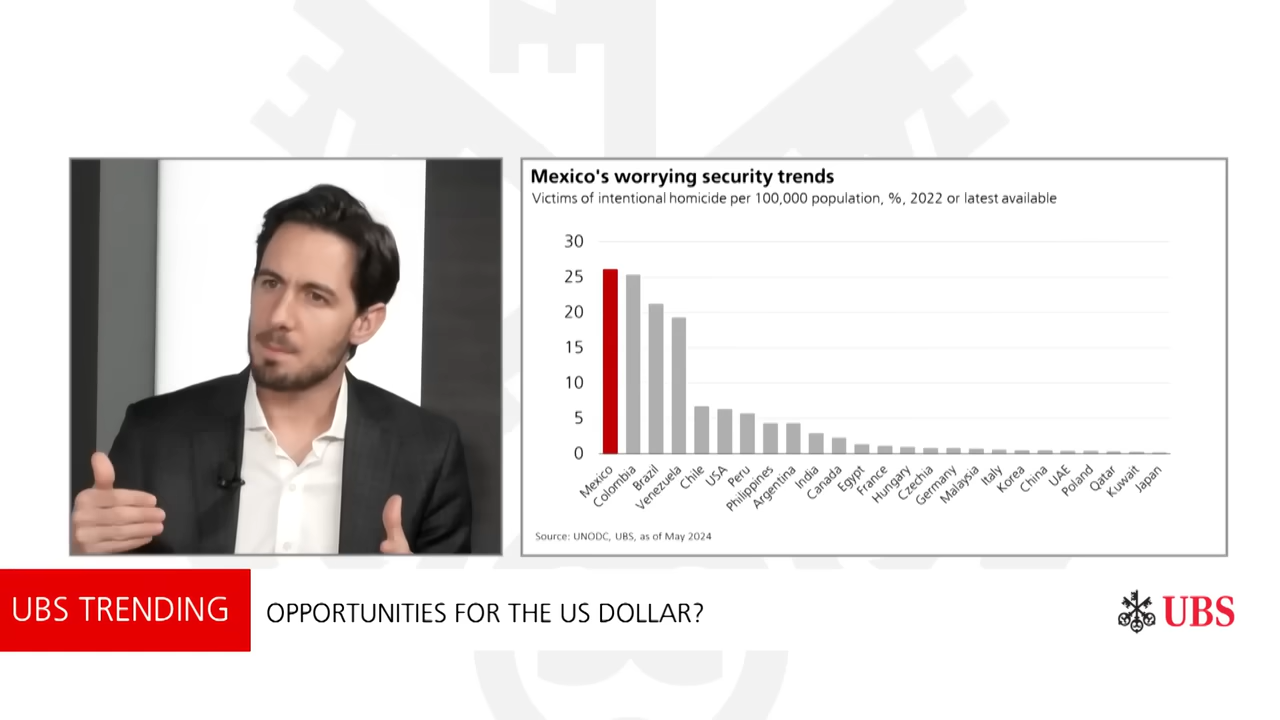 Mexico's worrying security trends
Victims of intentional homicide per 100,000 population, %, 2022 or latest available
30
25
20
15
10
5
0
Mexico
Colombia
Brazil
Venezuela
Chile
USA
Peru
Philippines
Argentina
India
Canada
Egypt
France
Hungary
Czechia
Germany
Malaysia
Italy
Korea
China
UAE
Poland
Qatar
Kuwait
Japan
Source: UNODC, UBS, as of May 2024
UBS TRENDING
OPPORTUNITIES FOR THE US DOLLAR?
UBS